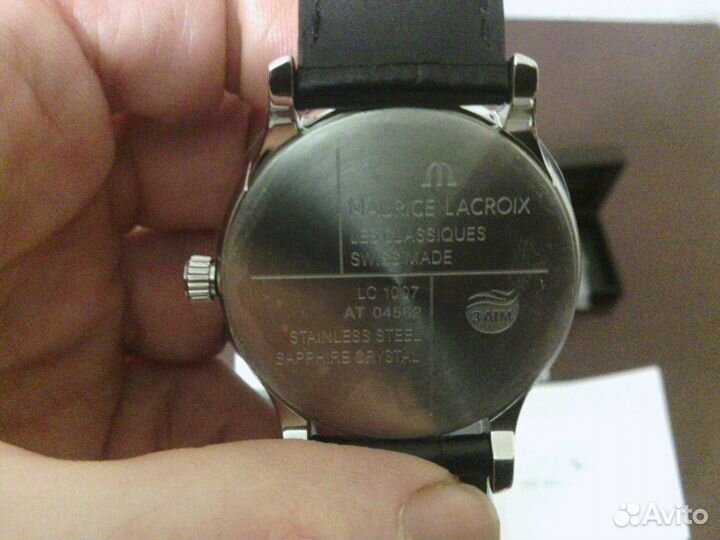 MAURICE LACROIX
LES CLASSIQUES
SWISS MADE
LC 1007
AT 04562
STAINLESS STEEL
SAPPHIRE CRYSTAL
3 ATM
Avito